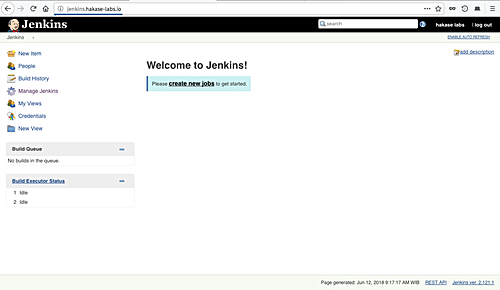 jenkins.hakase-labs.io
Jenkins
search
hakase labs
log out
Jenkins
ENABLE AUTO REFRESH
New Item
People
Build History
Manage Jenkins
My Views
Credentials
New View
add description
Welcome to Jenkins!
Please create new jobs to get started.
Build Queue
No builds in the queue.
Build Executor Status
1 Idle
2 Idle
Page generated: Jun 12, 2018 9:17:17 AM WIB REST API Jenkins ver. 2.121.1